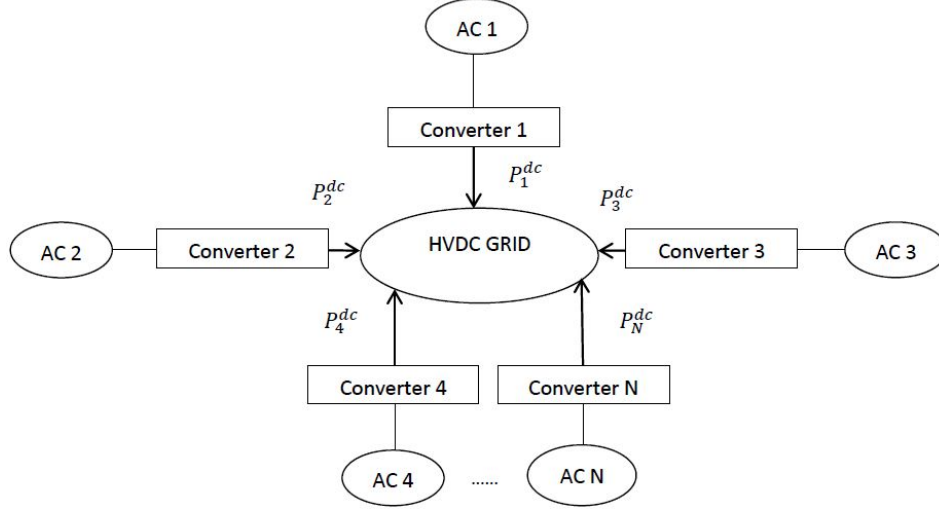 AC 1
Converter 1
P_1^{dc}
P_2^{dc}
P_3^{dc}
AC 2
Converter 2
HVDC GRID
Converter 3
AC 3
P_4^{dc}
P_N^{dc}
Converter 4
Converter N
AC 4
......
AC N